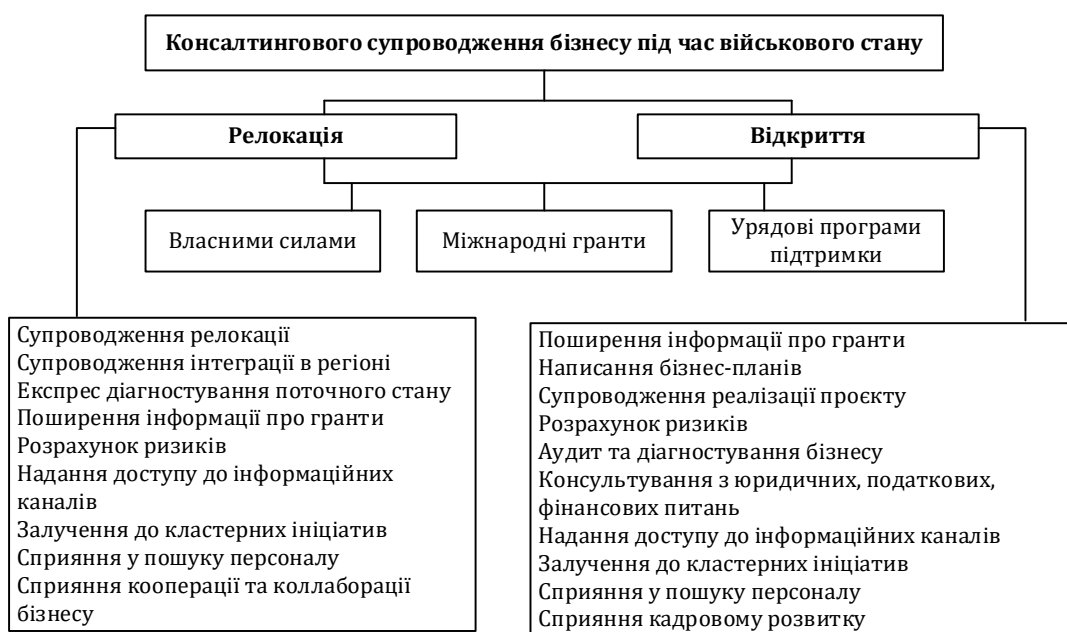 Консалтингового супроводження бізнесу під час військового стану
Релокація
Відкриття
Власними силами
Міжнародні гранти
Урядові програми
підтримки
Супроводження релокації
Супроводження інтеграції в регіоні
Експрес діагностування поточного стану
Поширення інформації про гранти
Розрахунок ризиків
Надання доступу до інформаційних
каналів
Залучення до кластерних ініціатив
Сприяння у пошуку персоналу
Сприяння кооперації та коллаборації
бізнесу
Поширення інформації про гранти
Написання бізнес-планів
Супроводження реалізації проєкту
Розрахунок ризиків
Аудит та діагностування бізнесу
Консультування з юридичних, податкових,
фінансових питань
Надання доступу до інформаційних каналів
Залучення до кластерних ініціатив
Сприяння у пошуку персоналу
Сприяння кадровому розвитку